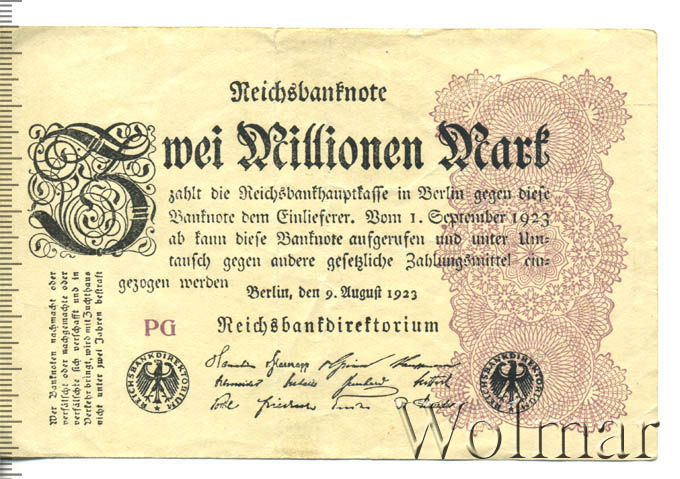 Reichsbanknote
Zwei Millionen Mark
zahlt die Reichsbankhauptkasse in Berlin gegen diese
Banknote dem Einlieferer. Vom 1. September 1923
ab kann diese Banknote aufgerufen und unter Um-
tausch gegen andere gesetzliche Zahlungsmittel ein-
gezogen werden
Berlin, den 9. August 1923
PG
Reichsbankdirektorium
REICHSBANKDIREKTORIUM
REICHSBANKDIREKTORIUM
Wer Banknoten nachmacht oder
verfälscht oder nachgemachte oder
verfälschte sich verschafft und in
Verkehr bringt, wird mit Zuchthaus
nicht unter zwei Jahren bestraft
Wolmar